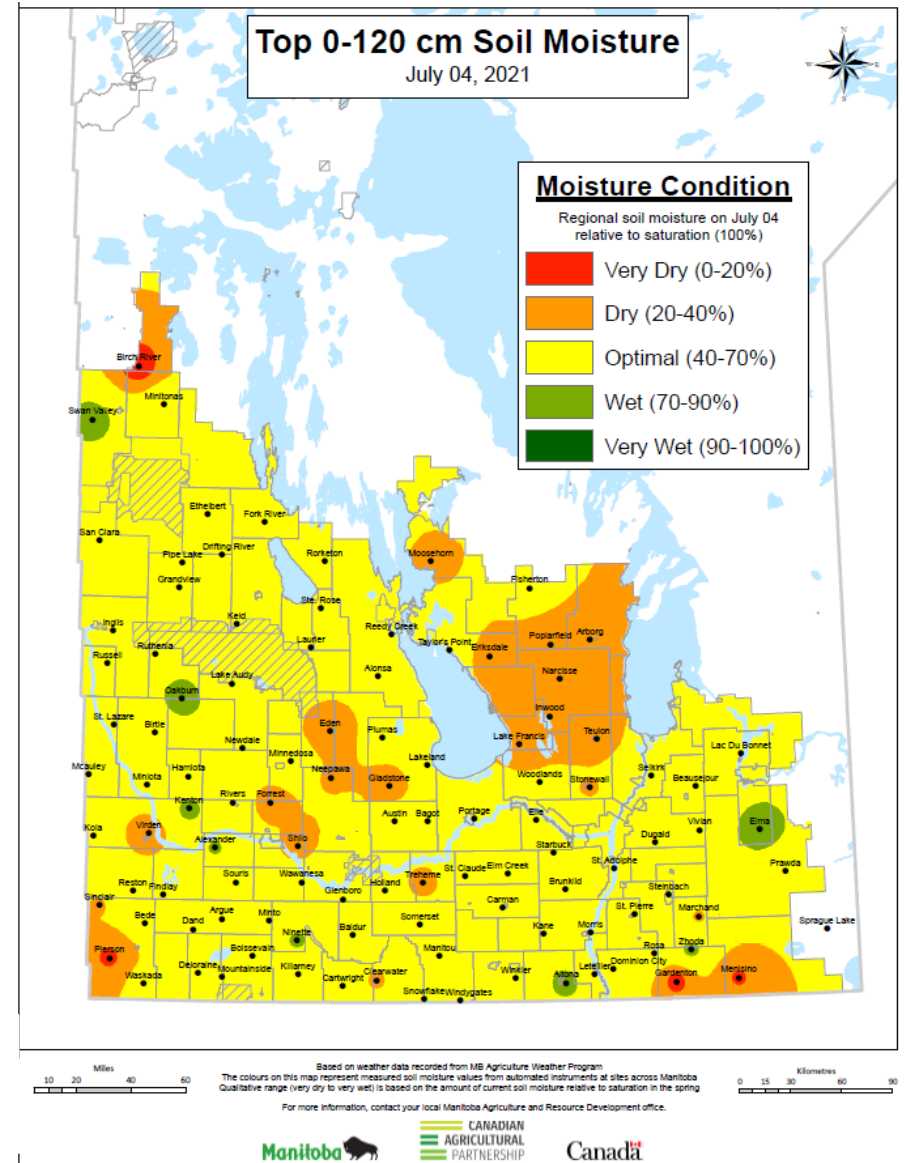 Top 0-120 cm Soil Moisture
July 04, 2021
N
W
E
S
Moisture Condition
Regional soil moisture on July 04
relative to saturation (100%)
Very Dry (0-20%)
Dry (20-40%)
Optimal (40-70%)
Wet (70-90%)
Very Wet (90-100%)
Birch River
Minitonas
Swan Valley
Ethelbert
Fork River
San Clara
Drifting River
Pipe Lake
Rorketon
Moosehorn
Grandview
Fisherton
Ste. Rose
Inglis
Keld
Reedy Creek
Poplarfield
Arborg
Ruthenia
Laurier
Taylor's Point
Eriksdale
Russell
Lake Audy
Alonsa
Narcisse
Oakburn
St. Lazare
Birtle
Eden
Plumas
Inwood
Newdale
Lake Francis
Teulon
Lac Du Bonnet
Minnedosa
Lakeland
Mcauley
Hamiota
Neepawa
Gladstone
Woodlands
Stonewall
Selkirk
Miniota
Beausejour
Kenton
Rivers
Forrest
Austin
Bagot
Portage
Elie
Vivian
Elma
Kola
Virden
Alexander
Shilo
Dugald
Starbuck
St. Adolphe
Prawda
Reston
Findlay
Souris
Wawanesa
Holland
Treherne
St. Claude
Elm Creek
Brunkild
Steinbach
Sinclair
Glenboro
Carman
St. Pierre
Marchand
Bede
Dand
Argue
Minto
Somerset
Sprague Lake
Ninette
Baldur
Kane
Morris
Pierson
Boissevain
Manitou
Rosa
Zhoda
Waskada
Deloraine
Mountainside
Killarney
Cartwright
Clearwater
Winkler
Altona
Letellier
Dominion City
Gardenton
Menisino
Snowflake
Windygates
Miles
10 20 40 60
Based on weather data recorded from MB Agriculture Weather Program
The colours on this map represent measured soil moisture values from automated instruments at sites across Manitoba
Qualitative range (very dry to very wet) is based on the amount of current soil moisture relative to saturation in the spring
For more information, contact your local Manitoba Agriculture and Resource Development office.
Kilometres
0 15 30 60 90
Manitoba
CANADIAN
AGRICULTURAL
PARTNERSHIP
Canada